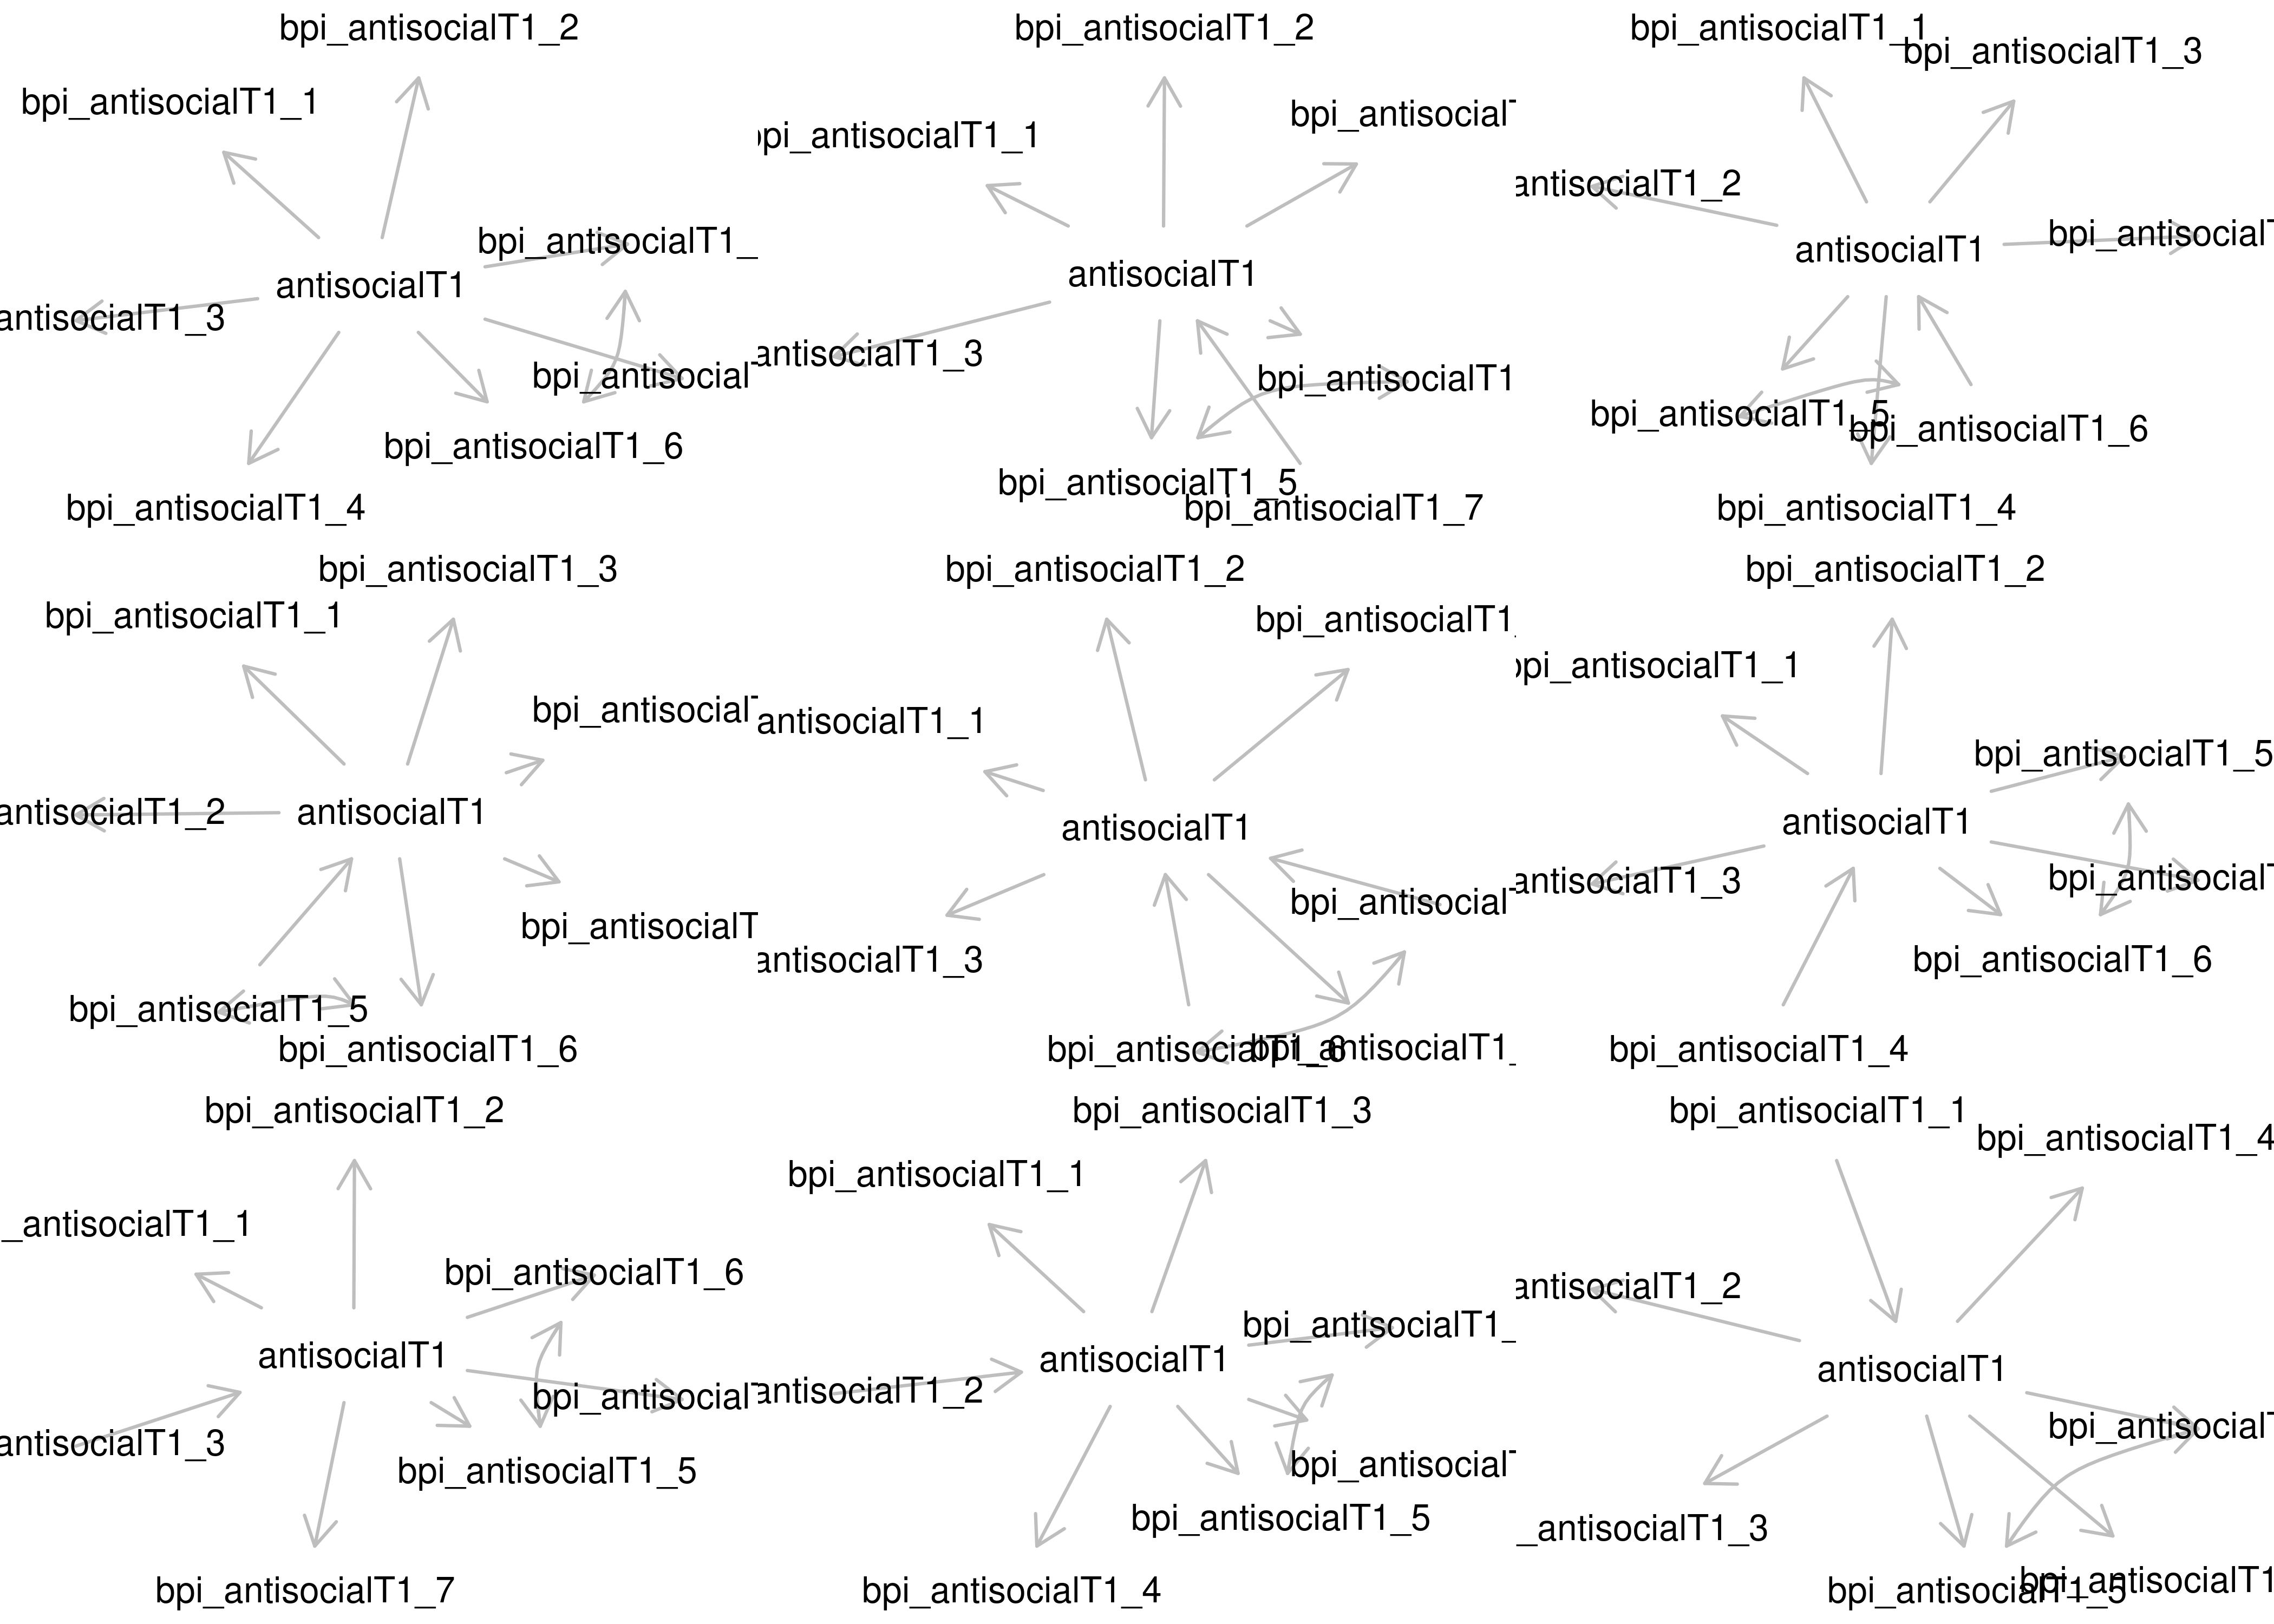 bpi_antisocialT1_2
bpi_antisocialT1_1
bpi_antisocialT1_
antisocialT1
antisocialT1_3
bpi_antisocial
bpi_antisocialT1_6
bpi_antisocialT1_4
bpi_antisocialT1_2
bpi_antisocial
bpi_antisocialT1_1
antisocialT1
antisocialT1_3
bpi_antisocialT1
bpi_antisocialT1_5
bpi_antisocialT1_7
bpi_antisocialT1_1
bpi_antisocialT1_3
antisocialT1_2
bpi_antisocial
antisocialT1
bpi_antisocialT1_5
bpi_antisocialT1_6
bpi_antisocialT1_4
bpi_antisocialT1_3
bpi_antisocialT1_1
bpi_antisocial
antisocialT1_2
antisocialT1
bpi_antisocialT
bpi_antisocialT1_5
bpi_antisocialT1_6
bpi_antisocialT1_2
bpi_antisocialT1_
antisocialT1_1
antisocialT1
bpi_antisocial
antisocialT1_3
bpi_antisocialT1_6
bpi_antisocialT1_
bpi_antisocialT1_2
bpi_antisocialT1_1
bpi_antisocialT1_5
antisocialT1
antisocialT1_3
bpi_antisocial
bpi_antisocialT1_6
bpi_antisocialT1_4
bpi_antisocialT1_2
_antisocialT1_1
bpi_antisocialT1_6
antisocialT1
bpi_antisocial
antisocialT1_3
bpi_antisocialT1_5
bpi_antisocialT1_7
bpi_antisocialT1_3
bpi_antisocialT1_1
bpi_antisocialT1_
antisocialT1
antisocialT1_2
bpi_antisocial
bpi_antisocialT1_5
bpi_antisocialT1_4
bpi_antisocialT1_1
bpi_antisocialT1_4
antisocialT1_2
antisocialT1
bpi_antisocial
_antisocialT1_3
bpi_antisocialT1_5
bpi_antisocialT1